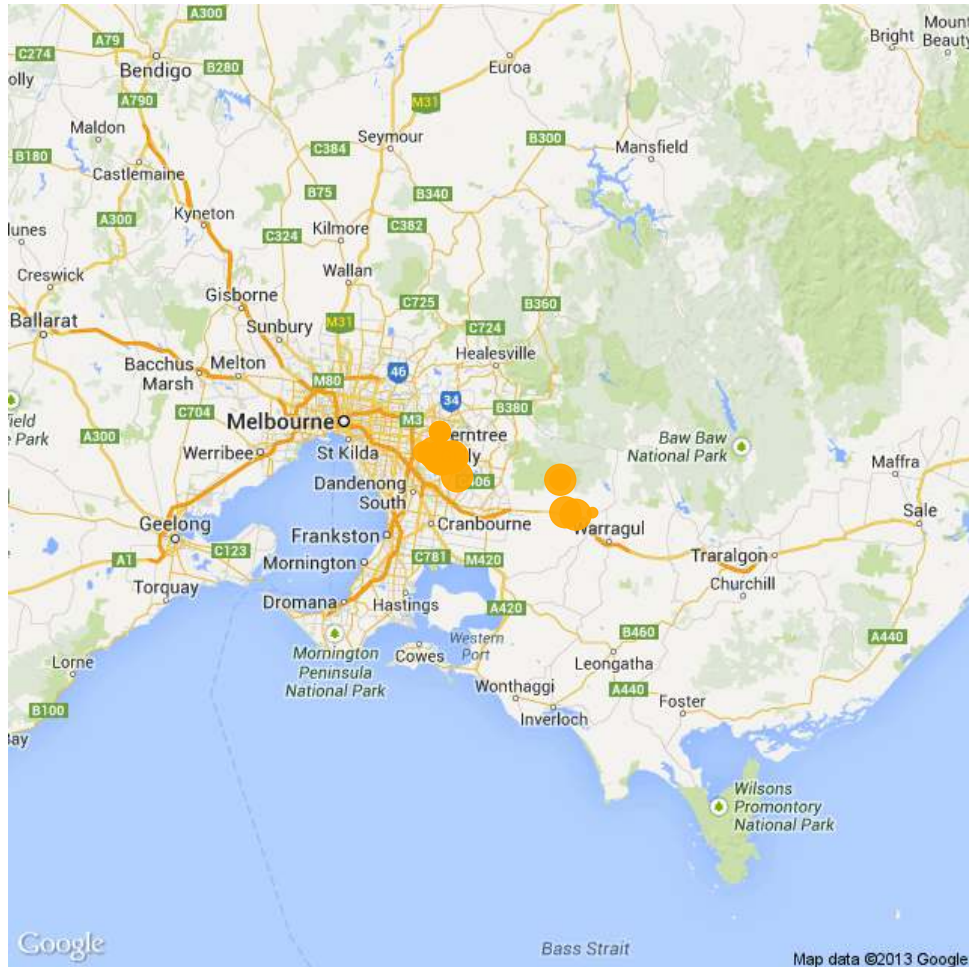 A300
Mount
Beauty
Bright
A79
C274
Bendigo
B280
Euroa
A790
M31
Maldon
Seymour
B300
Mansfield
B180
C384
Castlemaine
B75
B340
A300
Kyneton
C324
Kilmore
C382
Creswick
Wallan
Gisborne
C725
B360
Ballarat
Sunbury
M31
C724
Healesville
Bacchus
Marsh
Melton
M80
46
34
C704
Melbourne
M3
B380
A300
Werribee
St Kilda
Baw Baw
National Park
Maffra
Dandenong
South
Sale
Geelong
Cranbourne
Warragul
Frankston
A1
C123
C781
M420
Traralgon
Mornington
Churchill
Torquay
Dromana
Hastings
A420
B460
A440
Mornington
Peninsula
National Park
Cowes
Western
Port
Leongatha
Lorne
Wonthaggi
A440
Foster
B100
Inverloch
Wilsons
Promontory
National Park
Google
Bass Strait
Map data ©2013 Google